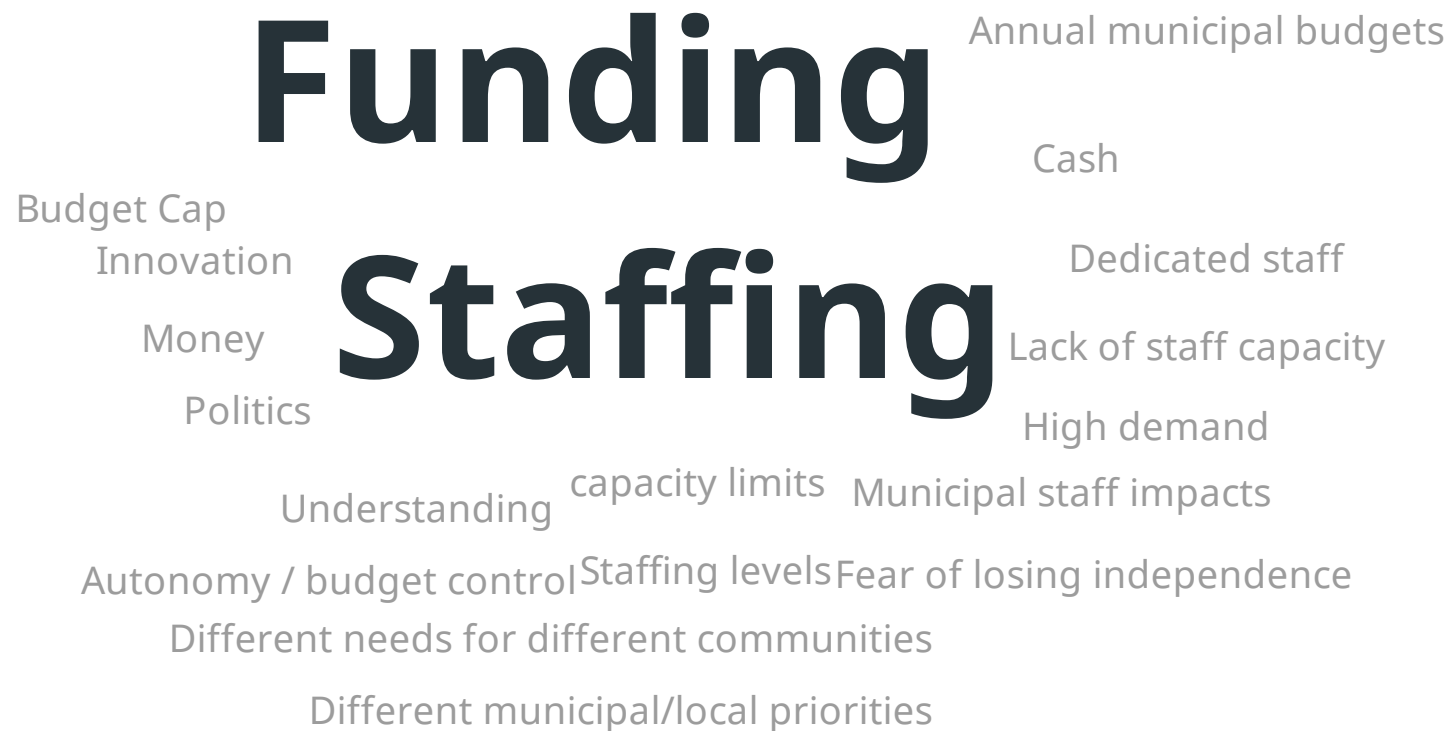 Funding
Annual municipal budgets
Cash
Budget Cap
Innovation
Staffing
Dedicated staff
Money
Lack of staff capacity
Politics
High demand
capacity limits
Municipal staff impacts
Understanding
Autonomy / budget control
Staffing levels
Fear of losing independence
Different needs for different communities
Different municipal/local priorities